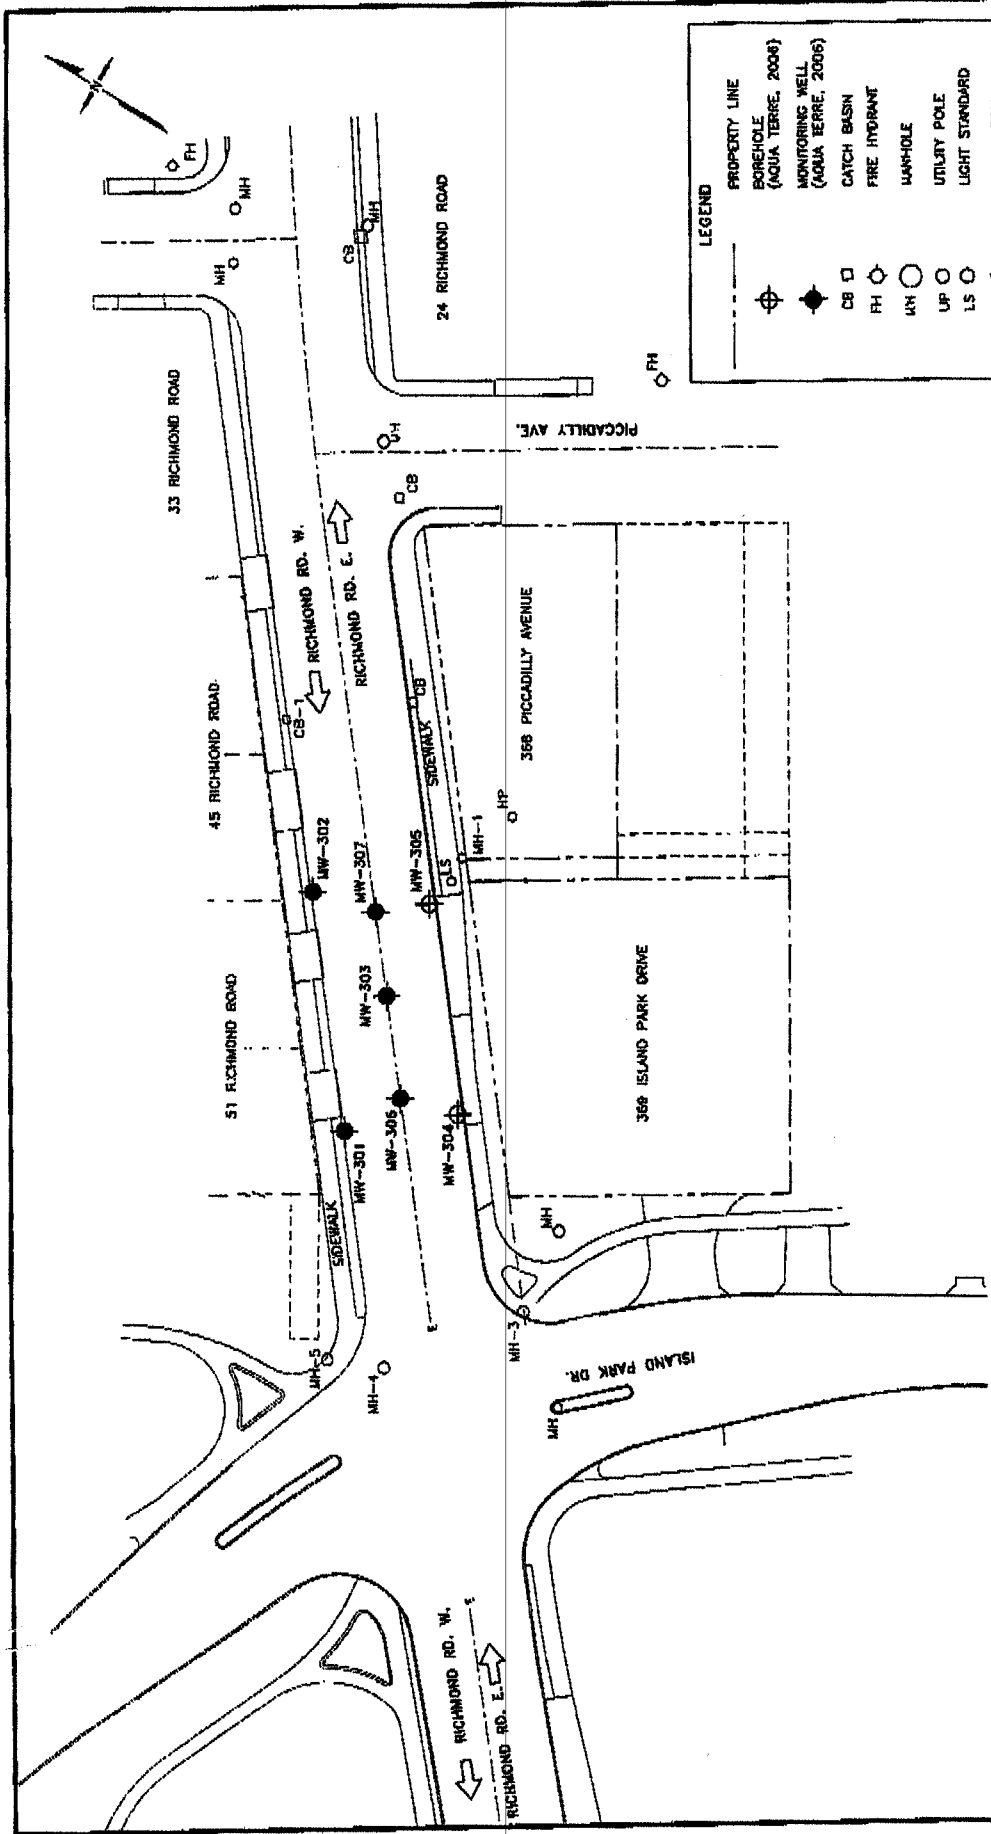 N
FH
MH
MH
33 RICHMOND ROAD
CB
MH
24 RICHMOND ROAD
FH
PICCADILLY AVE.
CB
RICHMOND RD. W.
RICHMOND RD. E.
45 RICHMOND ROAD
CB-1
CB
SIDEWALK
368 PICCADILLY AVENUE
HP
MH-1
LS
MW-302
MW-307
MW-305
51 RICHMOND ROAD
MW-303
MW-306
MW-301
MW-304
369 ISLAND PARK DRIVE
SIDEWALK
MH
MH-5
MH-4
MH-3
ISLAND PARK DR.
MH
RICHMOND RD. W.
RICHMOND RD. E.
LEGEND
PROPERTY LINE
BOREHOLE
(AQUA TERRE, 2006)
MONITORING WELL
(AQUA TERRE, 2006)
CB CATCH BASIN
FH FIRE HYDRANT
MANHOLE
UP UTILITY POLE
LS LIGHT STANDARD